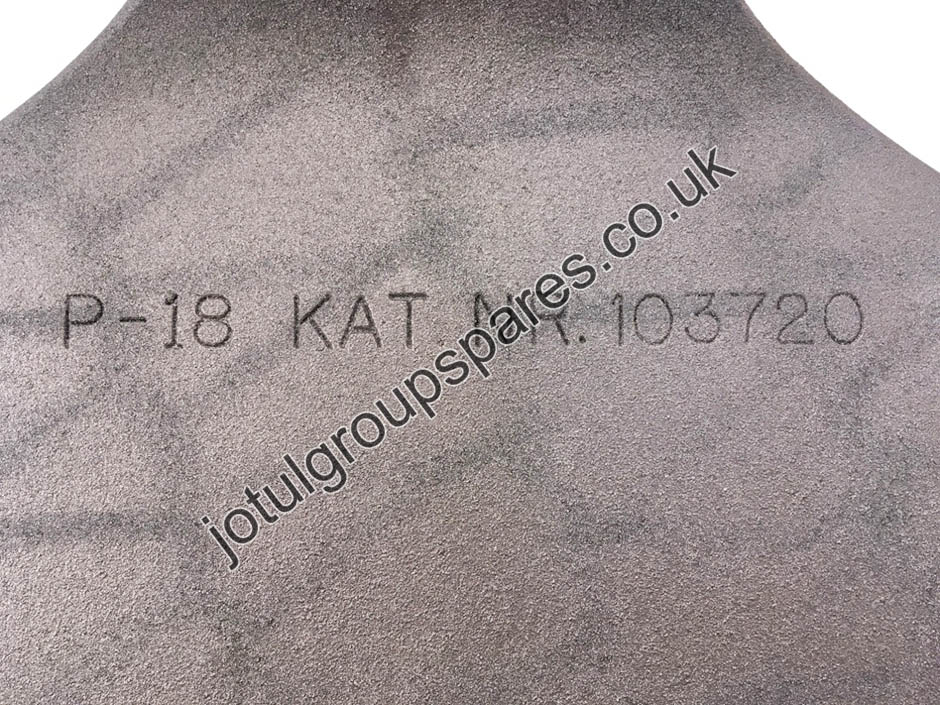 P-18 KAT. NR. 103720
jotulgroupspares.co.uk